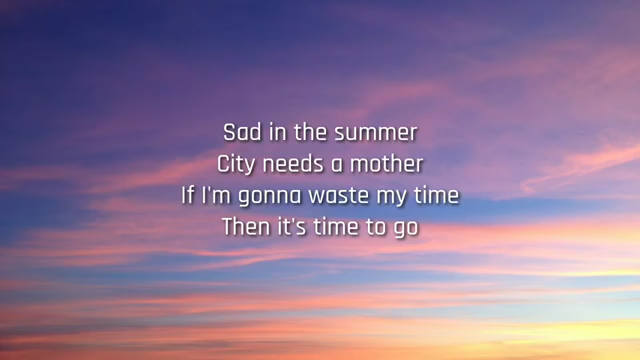 Sad in the summer
City needs a mother
If I'm gonna waste my time
Then it's time to go